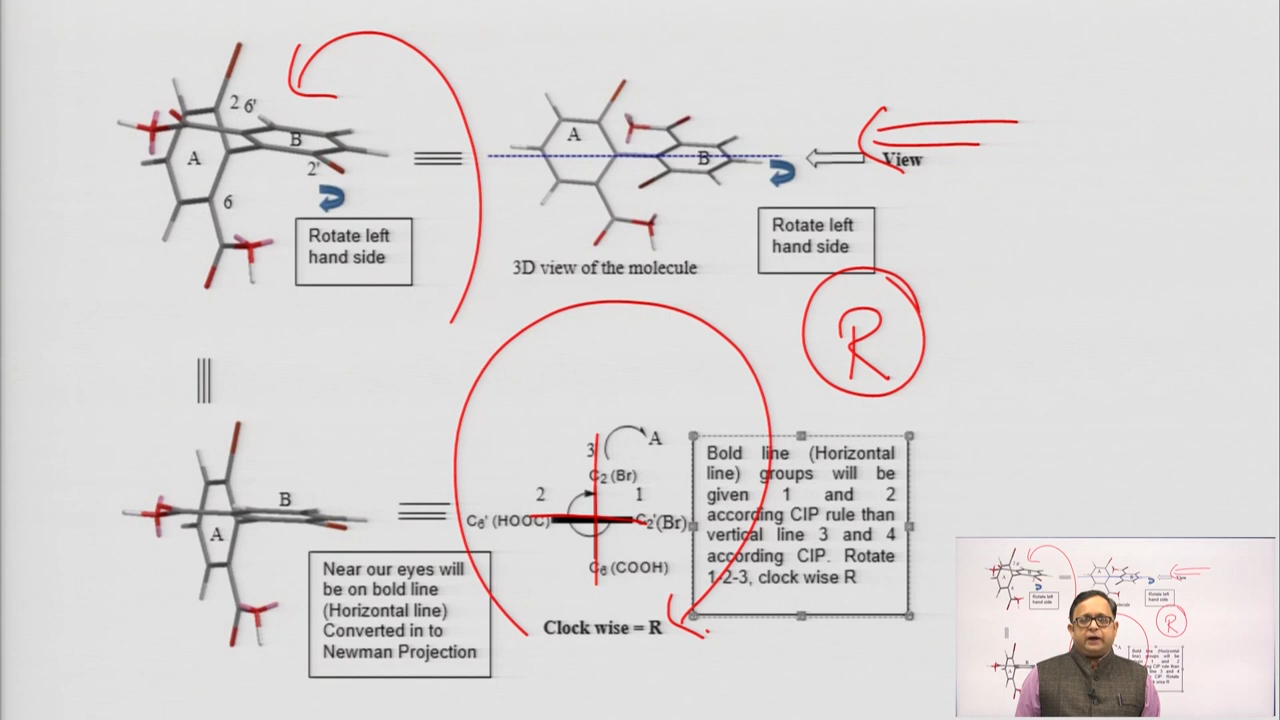 2 6'
A
B
2'
6
Rotate left
hand side
A
B
View
Rotate left
hand side
3D view of the molecule
R
B
A
Near our eyes will
be on bold line
(Horizontal line)
Converted in to
Newman Projection
3
A
C₂ (Br)
2
1
C₆' (HOOC)
C₂'(Br)
C₆ (COOH)
Clock wise = R
Bold line (Horizontal
line) groups will be
given 1 and 2
according CIP rule than
vertical line 3 and 4
according CIP. Rotate
1-2-3, clock wise R
R